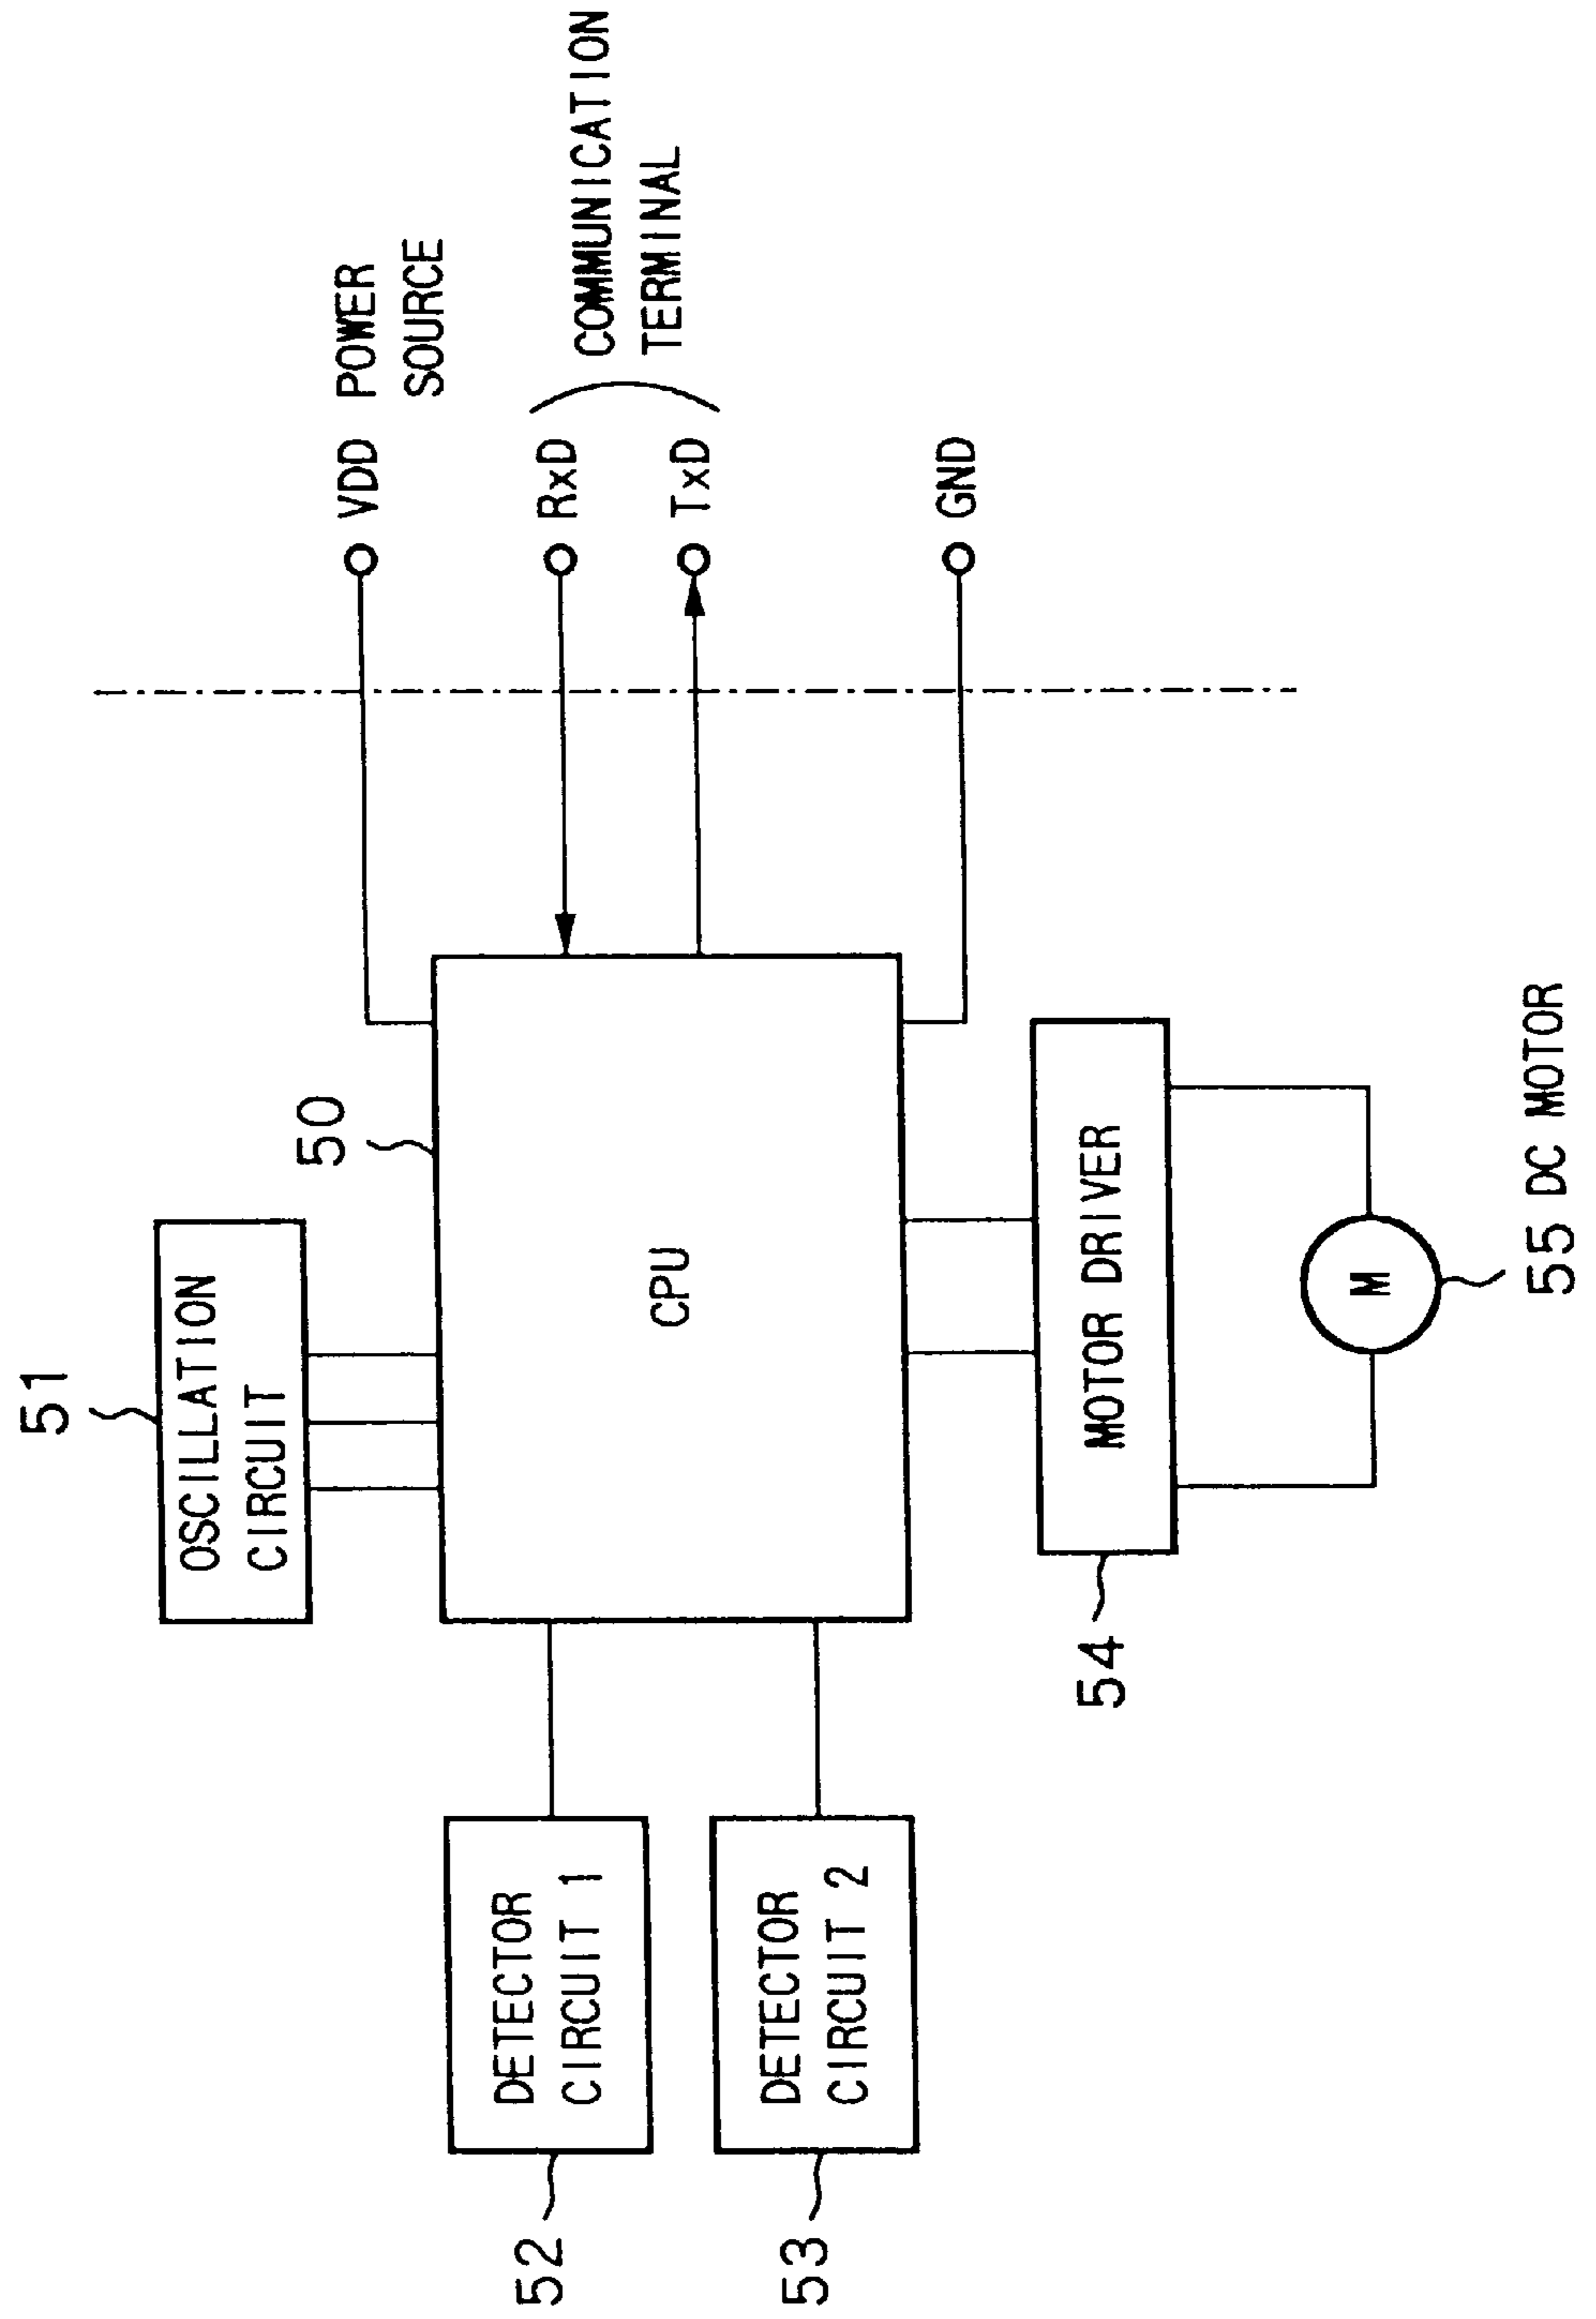 51
OSCILLATION
CIRCUIT
50
VDD POWER
SOURCE
52
DETECTOR
CIRCUIT 1
CPU
RxD
COMMUNICATION
TERMINAL
TxD
53
DETECTOR
CIRCUIT 2
GND
54
MOTOR DRIVER
M
55 DC MOTOR